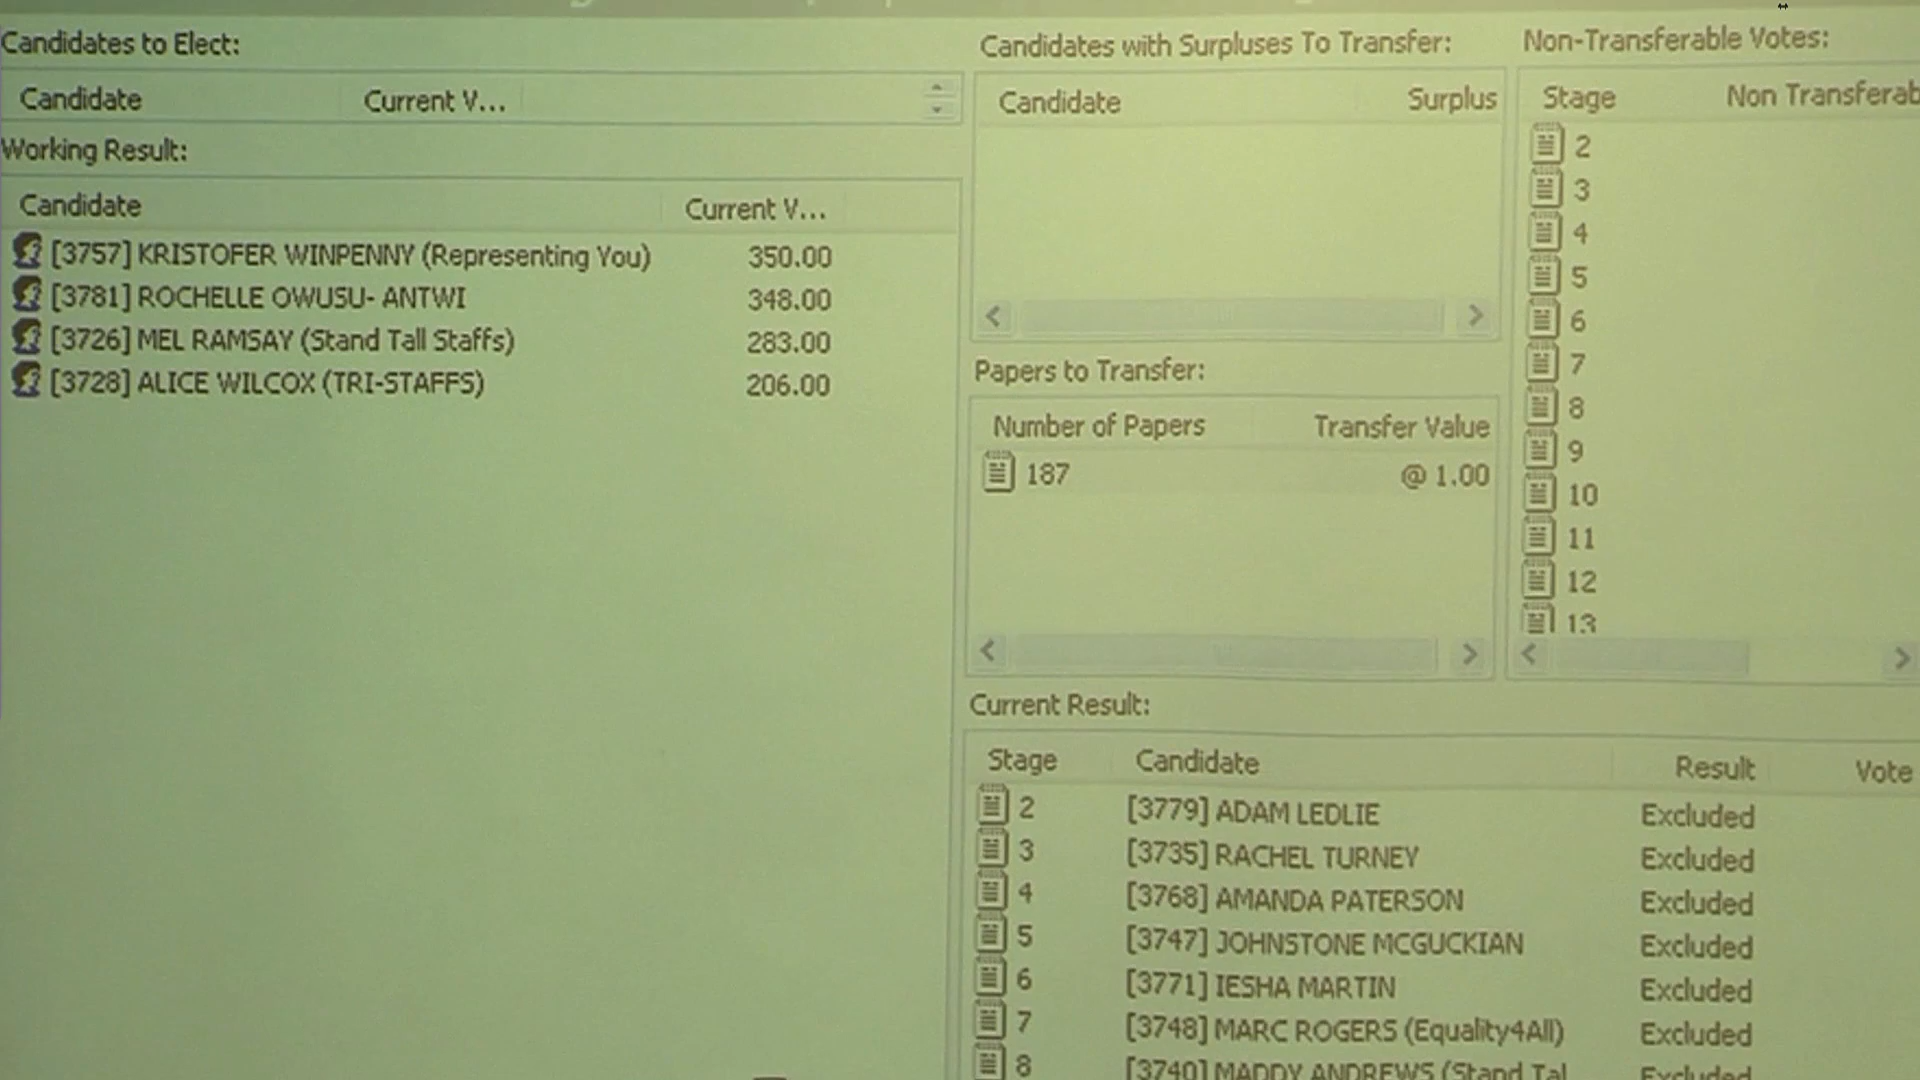 Candidates to Elect:
Candidate Current V...
Working Result:
Candidate Current V...
[3757] KRISTOFER WINPENNY (Representing You) 350.00
[3781] ROCHELLE OWUSU- ANTWI 348.00
[3726] MEL RAMSAY (Stand Tall Staffs) 283.00
[3728] ALICE WILCOX (TRI-STAFFS) 206.00
Candidates with Surpluses To Transfer:
Candidate Surplus
Papers to Transfer:
Number of Papers Transfer Value
187 @ 1.00
Non-Transferable Votes:
Stage Non Transferab
2
3
4
5
6
7
8
9
10
11
12
13
Current Result:
Stage Candidate Result Vote
2 [3779] ADAM LEDLIE Excluded
3 [3735] RACHEL TURNEY Excluded
4 [3768] AMANDA PATERSON Excluded
5 [3747] JOHNSTONE MCGUCKIAN Excluded
6 [3771] IESHA MARTIN Excluded
7 [3748] MARC ROGERS (Equality4All) Excluded
8 [3740] MADDY ANDREWS (Stand Tal Excluded